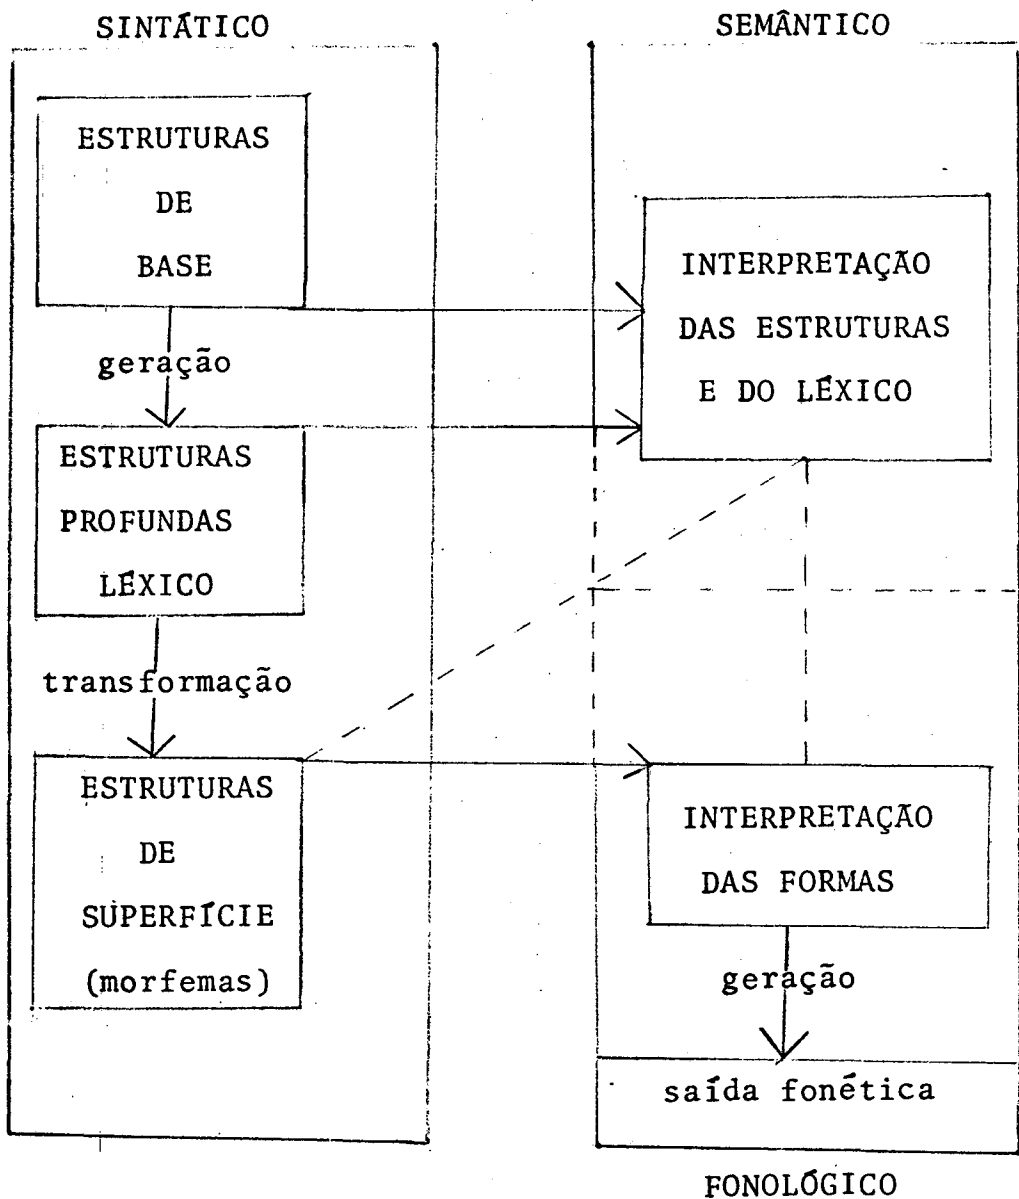 SINTÁTICO
ESTRUTURAS
DE
BASE
geração
ESTRUTURAS
PROFUNDAS
LÉXICO
transformação
ESTRUTURAS
DE
SUPERFÍCIE
(morfemas)
SEMÂNTICO
INTERPRETAÇÃO
DAS ESTRUTURAS
E DO LÉXICO
INTERPRETAÇÃO
DAS FORMAS
geração
saída fonética
FONOLÓGICO